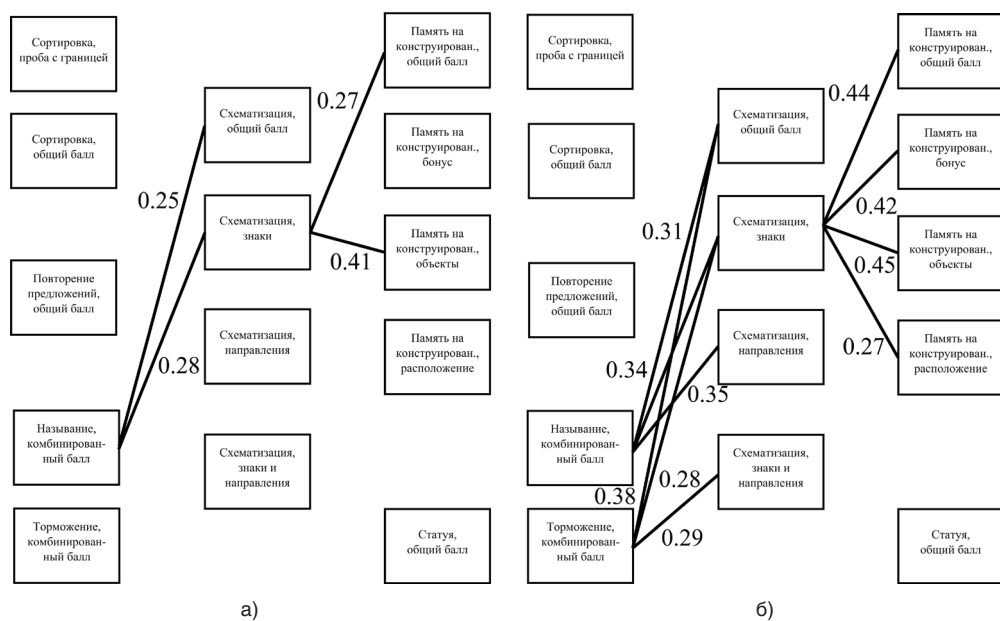 Сортировка,
проба с границей
Сортировка,
общий балл
Повторение
предложений,
общий балл
Называние,
комбинирован-
ный балл
Торможение,
комбинирован-
ный балл
Схематизация,
общий балл
Схематизация,
знаки
Схематизация,
направления
Схематизация,
знаки и
направления
Память на
конструирован.,
общий балл
Память на
конструирован.,
бонус
Память на
конструирован.,
объекты
Память на
конструирован.,
расположение
Статуя,
общий балл
0.25
0.28
0.27
0.41
а)
Сортировка,
проба с границей
Сортировка,
общий балл
Повторение
предложений,
общий балл
Называние,
комбинирован-
ный балл
Торможение,
комбинирован-
ный балл
Схематизация,
общий балл
Схематизация,
знаки
Схематизация,
направления
Схематизация,
знаки и
направления
Память на
конструирован.,
общий балл
Память на
конструирован.,
бонус
Память на
конструирован.,
объекты
Память на
конструирован.,
расположение
Статуя,
общий балл
0.31
0.34
0.35
0.38
0.28
0.29
0.44
0.42
0.45
0.27
б)